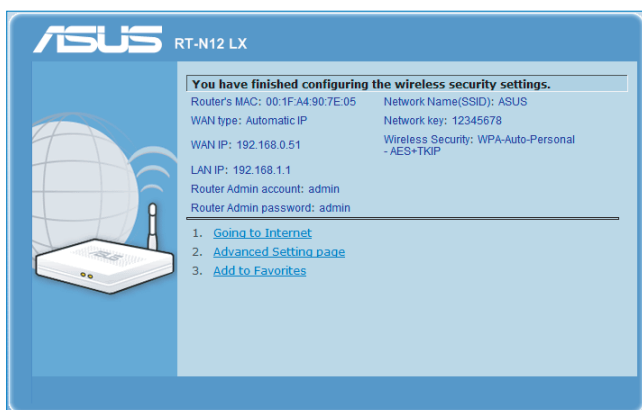 ASUS RT-N12 LX
You have finished configuring the wireless security settings.
Router's MAC: 00:1F:A4:90:7E:05
Network Name(SSID): ASUS
WAN type: Automatic IP
Network key: 12345678
WAN IP: 192.168.0.51
Wireless Security: WPA-Auto-Personal
- AES+TKIP
LAN IP: 192.168.1.1
Router Admin account: admin
Router Admin password: admin
1. Going to Internet
2. Advanced Setting page
3. Add to Favorites
ASUS